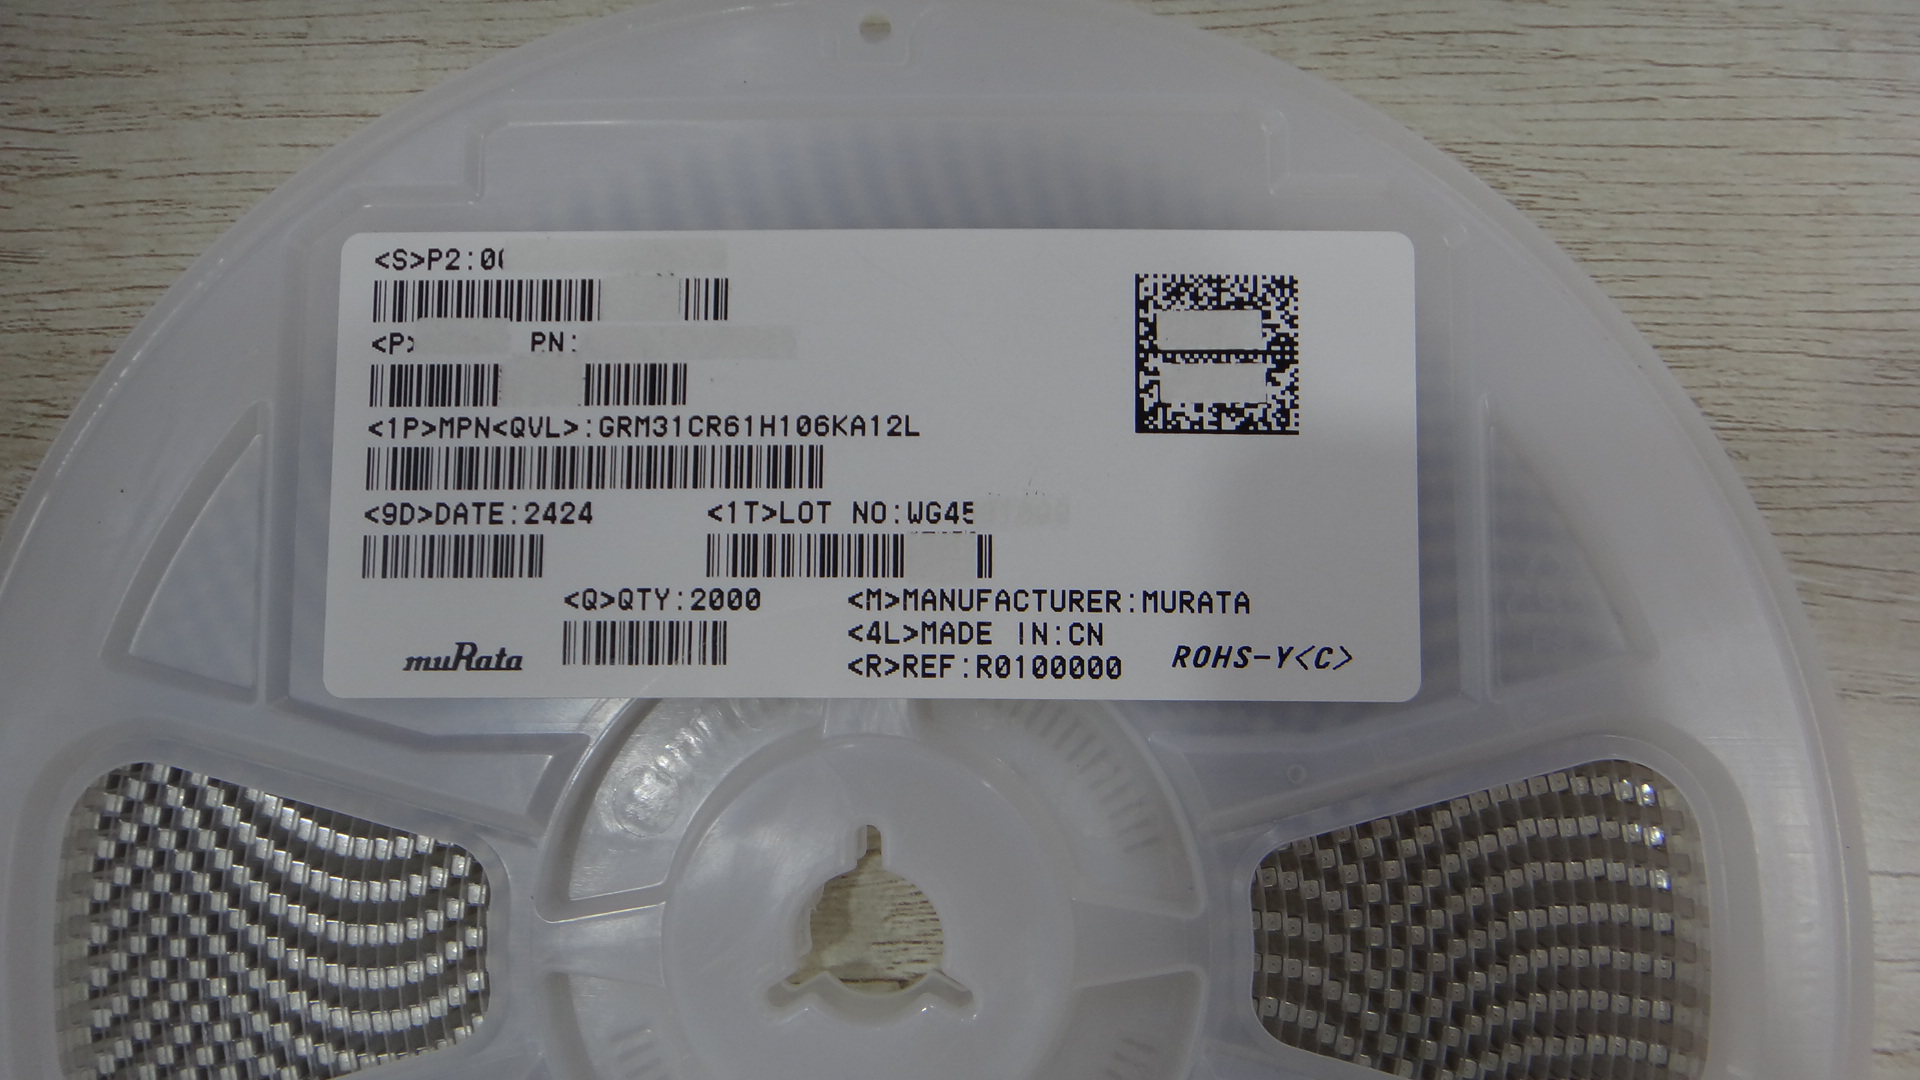 <S>P2:0
<P> PN:
<1P>MPN<QVL>:GRM31CR61H106KA12L
<9D>DATE:2424 <1T>LOT NO:WG45
<Q>QTY:2000 <M>MANUFACTURER:MURATA
<4L>MADE IN:CN
muRata <R>REF:R0100000 ROHS-Y<C>